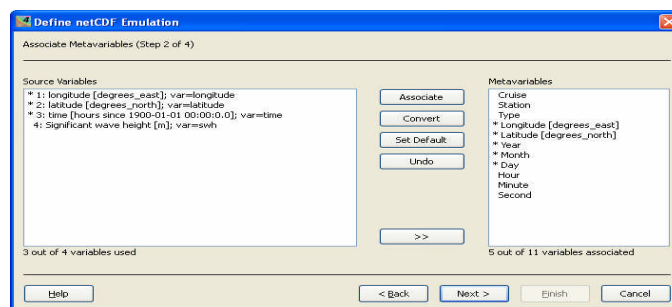 Define netCDF Emulation
Associate Metavariables (Step 2 of 4)
Source Variables
* 1: longitude [degrees_east]; var=longitude
* 2: latitude [degrees_north]; var=latitude
* 3: time [hours since 1900-01-01 00:00:0.0]; var=time
4: Significant wave height [m]; var=swh
3 out of 4 variables used
Associate
Convert
Set Default
Undo
>>
Metavariables
Cruise
Station
Type
* Longitude [degrees_east]
* Latitude [degrees_north]
* Year
* Month
* Day
Hour
Minute
Second
5 out of 11 variables associated
Help
< Back
Next >
Finish
Cancel